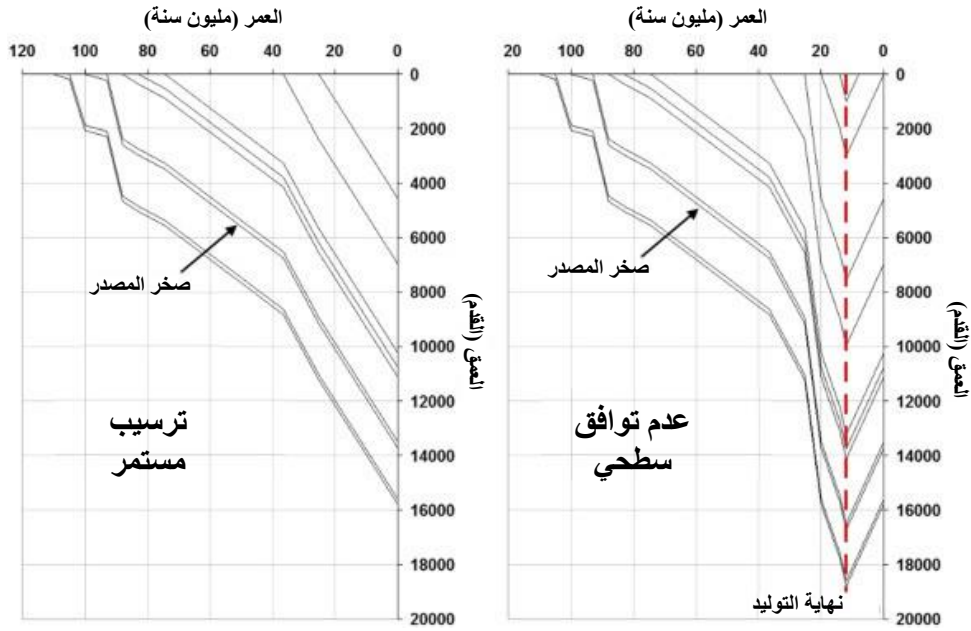 العمر (مليون سنة)
120 100 80 60 40 20 0
0
2000
4000
6000
8000
10000
12000
14000
16000
18000
20000
العمق (القدم)
صخر المصدر
ترسيب
مستمر
العمر (مليون سنة)
20 100 80 60 40 20 0
0
2000
4000
6000
8000
10000
12000
14000
16000
18000
20000
العمق (القدم)
صخر المصدر
عدم توافق
سطحي
نهاية التوليد